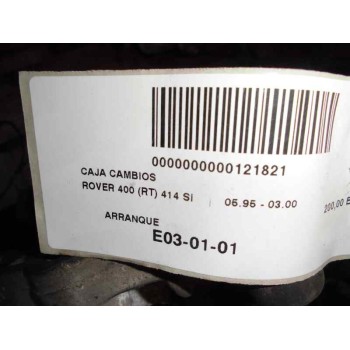 0000000000121821
CAJA CAMBIOS
ROVER 400 (RT) 414 SI 05.95 - 03.00 200,00 E
ARRANQUE
E03-01-01